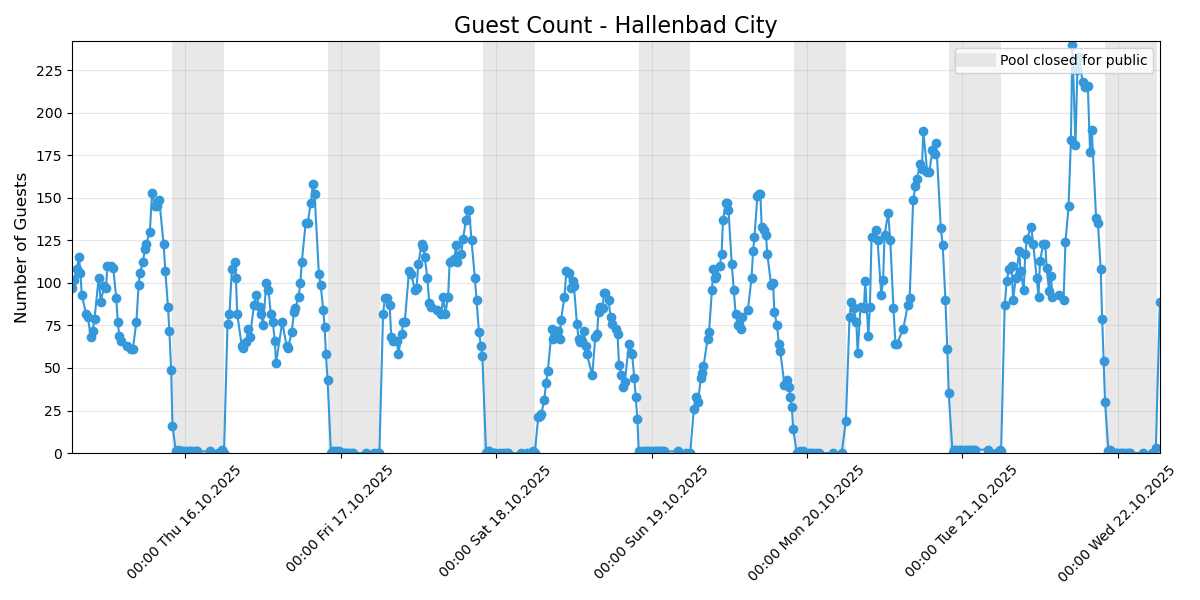 Guest Count - Hallenbad City
Number of Guests
225
200
175
150
125
100
75
50
25
0
Pool closed for public
00:00 Thu 16.10.2025
00:00 Fri 17.10.2025
00:00 Sat 18.10.2025
00:00 Sun 19.10.2025
00:00 Mon 20.10.2025
00:00 Tue 21.10.2025
00:00 Wed 22.10.2025